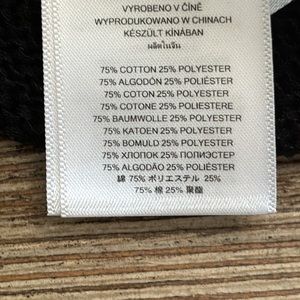 VYROBENO V ČÍNĚ
WYPRODUKOWANO W CHINACH
KÉSZÜLT KÍNÁBAN
ผลิตในจีน
75% COTTON 25% POLYESTER
75% ALGODÓN 25% POLIÉSTER
75% COTON 25% POLYESTER
75% COTONE 25% POLIESTERE
75% BAUMWOLLE 25% POLYESTER
75% KATOEN 25% POLYESTER
75% BOMULD 25% POLYESTER
75% ХЛОПОК 25% ПОЛИЭСТЕР
75% ALGODÃO 25% POLIÉSTER
綿 75% ポリエステル 25%
75% 棉 25% 聚酯